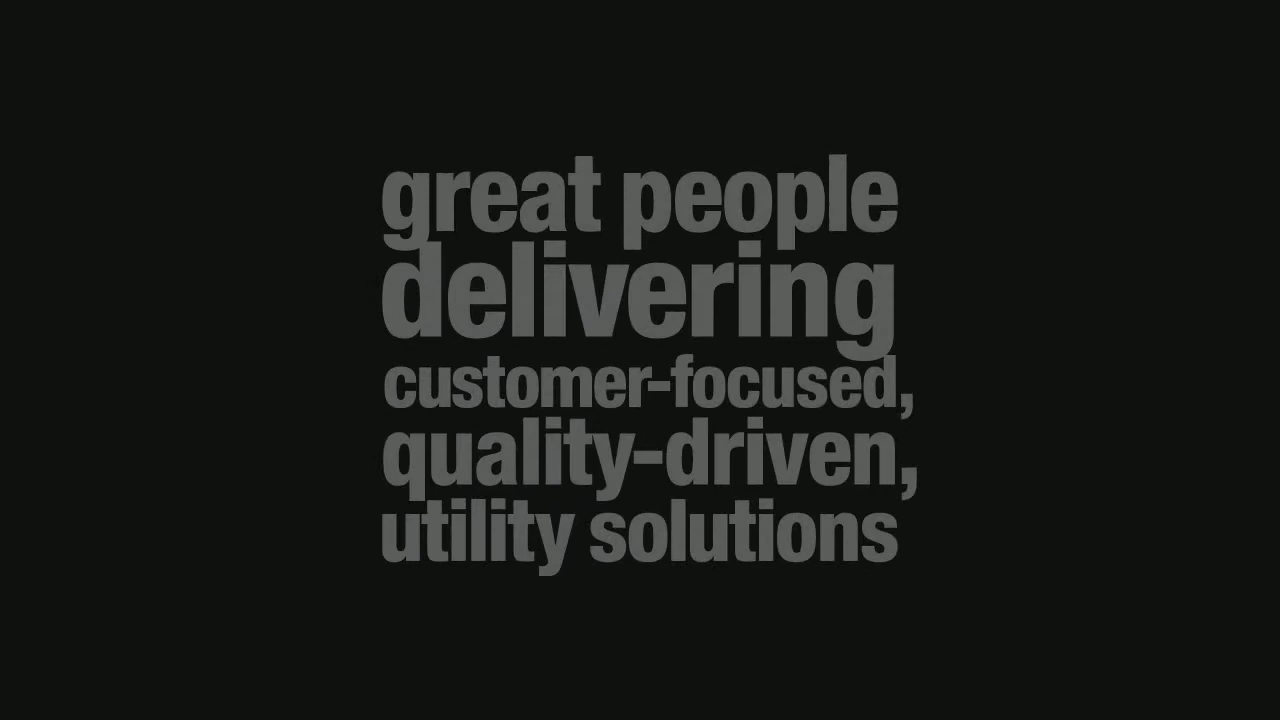 great people
delivering
customer-focused,
quality-driven,
utility solutions